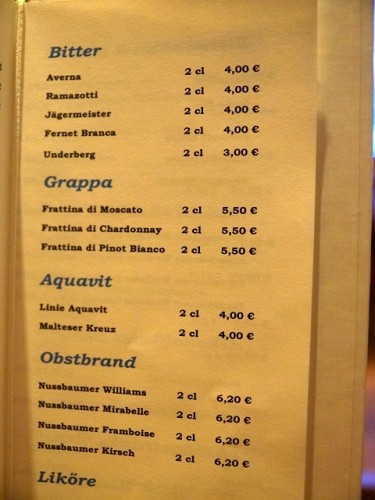 Bitter
Averna 2 cl 4,00 €
Ramazotti 2 cl 4,00 €
Jägermeister 2 cl 4,00 €
Fernet Branca 2 cl 4,00 €
Underberg 2 cl 3,00 €
Grappa
Frattina di Moscato 2 cl 5,50 €
Frattina di Chardonnay 2 cl 5,50 €
Frattina di Pinot Bianco 2 cl 5,50 €
Aquavit
Linie Aquavit 2 cl 4,00 €
Malteser Kreuz 2 cl 4,00 €
Obstbrand
Nussbaumer Williams 2 cl 6,20 €
Nussbaumer Mirabelle 2 cl 6,20 €
Nussbaumer Framboise 2 cl 6,20 €
Nussbaumer Kirsch 2 cl 6,20 €
Liköre